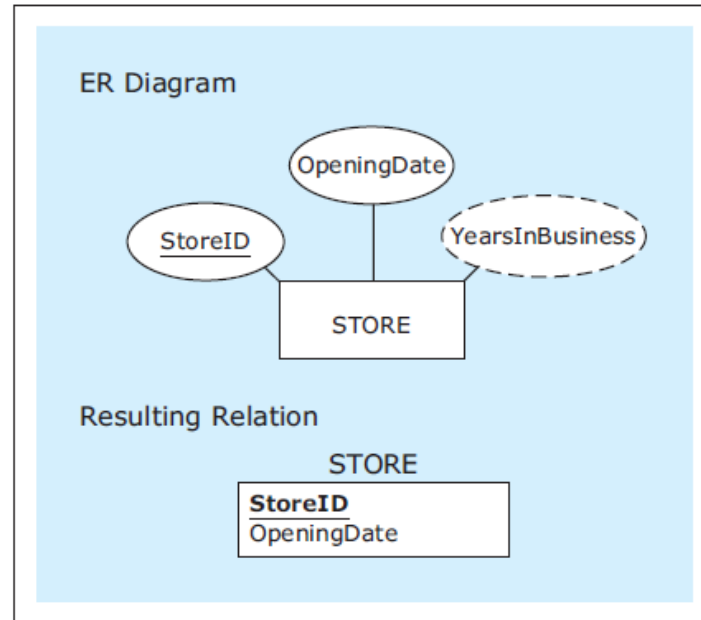 ER Diagram
OpeningDate
StoreID
YearsInBusiness
STORE
Resulting Relation
STORE
StoreID
OpeningDate